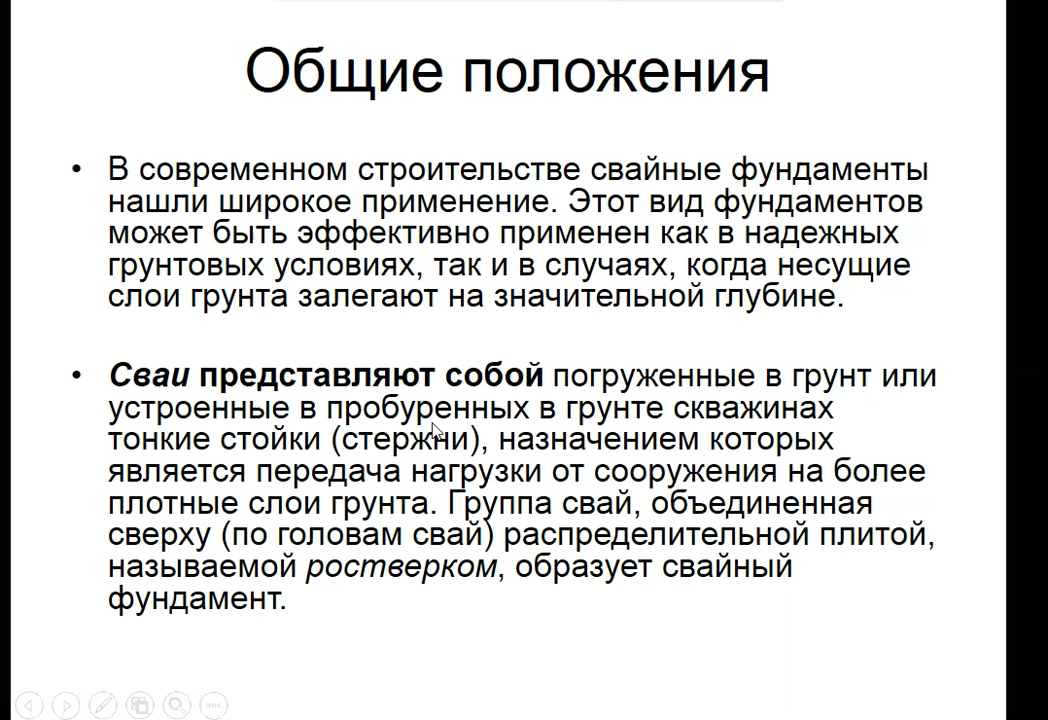 Общие положения
• В современном строительстве свайные фундаменты
нашли широкое применение. Этот вид фундаментов
может быть эффективно применен как в надежных
грунтовых условиях, так и в случаях, когда несущие
слои грунта залегают на значительной глубине.
• Сваи представляют собой погруженные в грунт или
устроенные в пробуренных в грунте скважинах
тонкие стойки (стержни), назначением которых
является передача нагрузки от сооружения на более
плотные слои грунта. Группа свай, объединенная
сверху (по головам свай) распределительной плитой,
называемой ростверком, образует свайный
фундамент.